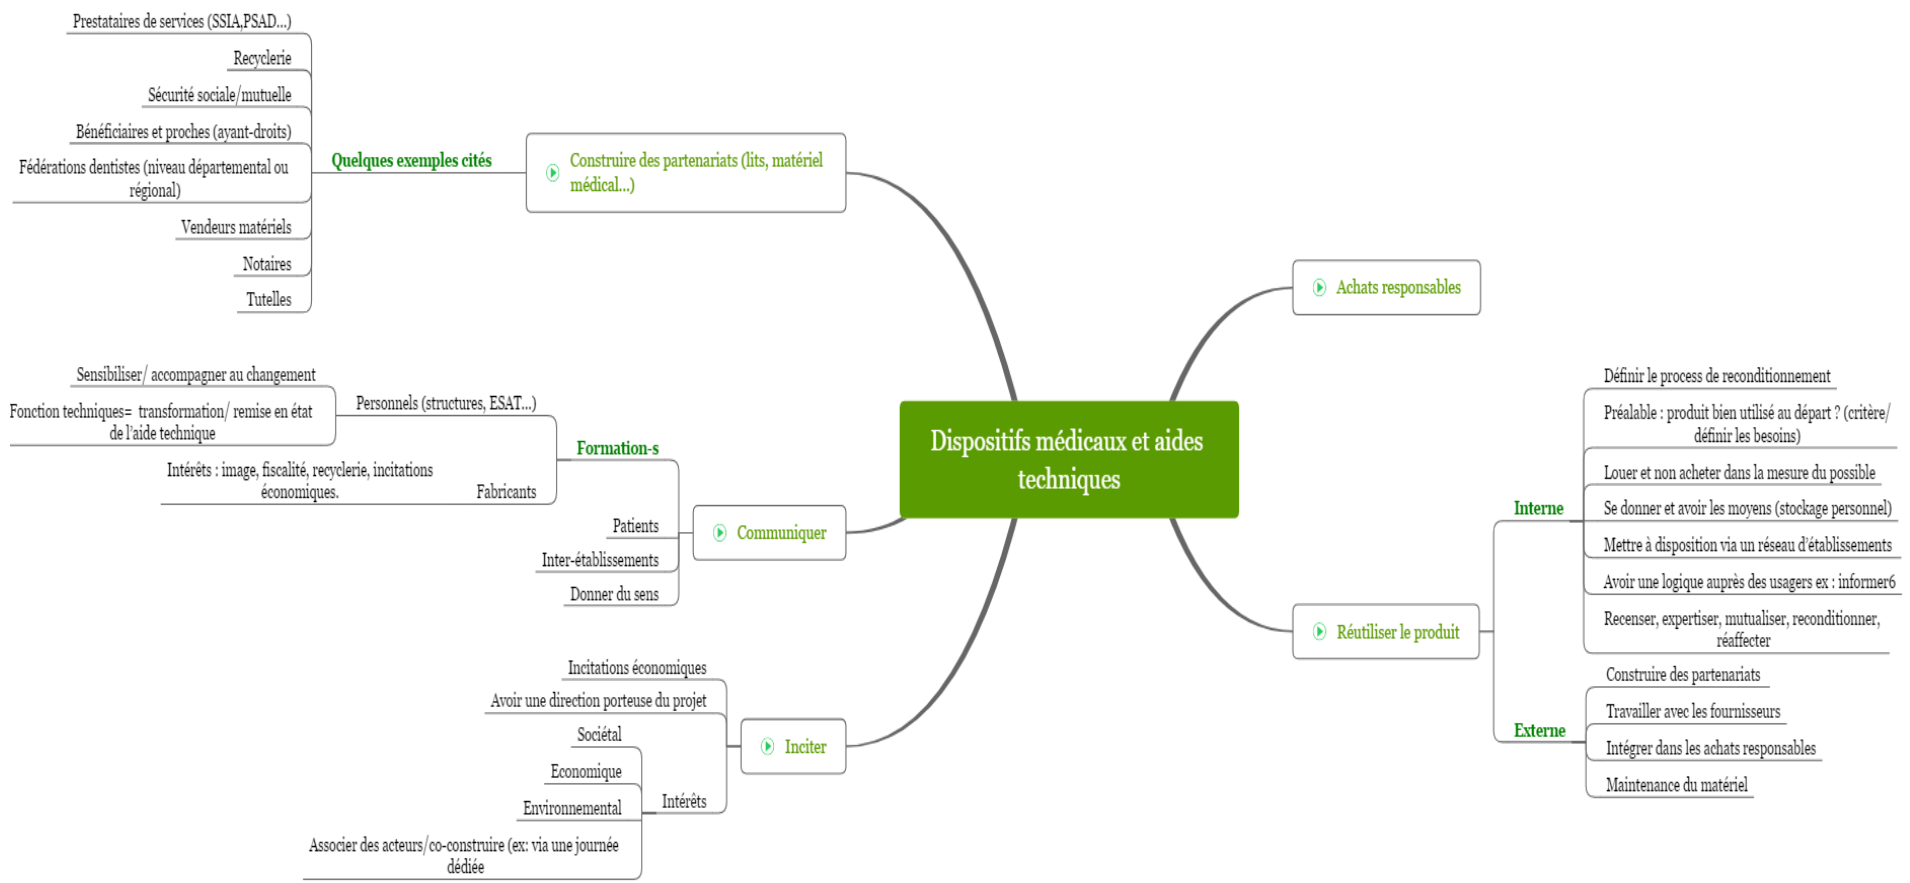 Prestataires de services (SSIA,PSAD...)
Recyclerie
Sécurité sociale/mutuelle
Bénéficiaires et proches (ayant-droits)
Fédérations dentistes (niveau départemental ou
régional)
Vendeurs matériels
Notaires
Tutelles
Quelques exemples cités
Construire des partenariats (lits, matériel
médical...)
Sensibiliser/ accompagner au changement
Fonction techniques= transformation/ remise en état
de l'aide technique
Personnels (structures, ESAT...)
Intérêts : image, fiscalité, recyclerie, incitations
économiques.
Fabricants
Formation-s
Patients
Inter-établissements
Donner du sens
Communiquer
Incitations économiques
Avoir une direction porteuse du projet
Sociétal
Economique
Environnemental
Associer des acteurs/co-construire (ex: via une journée
dédiée
Intérêts
Inciter
Dispositifs médicaux et aides
techniques
Achats responsables
Réutiliser le produit
Interne
Définir le process de reconditionnement
Préalable : produit bien utilisé au départ ? (critère/
définir les besoins)
Louer et non acheter dans la mesure du possible
Se donner et avoir les moyens (stockage personnel)
Mettre à disposition via un réseau d'établissements
Avoir une logique auprès des usagers ex : informer6
Recenser, expertiser, mutualiser, reconditionner,
réaffecter
Externe
Construire des partenariats
Travailler avec les fournisseurs
Intégrer dans les achats responsables
Maintenance du matériel